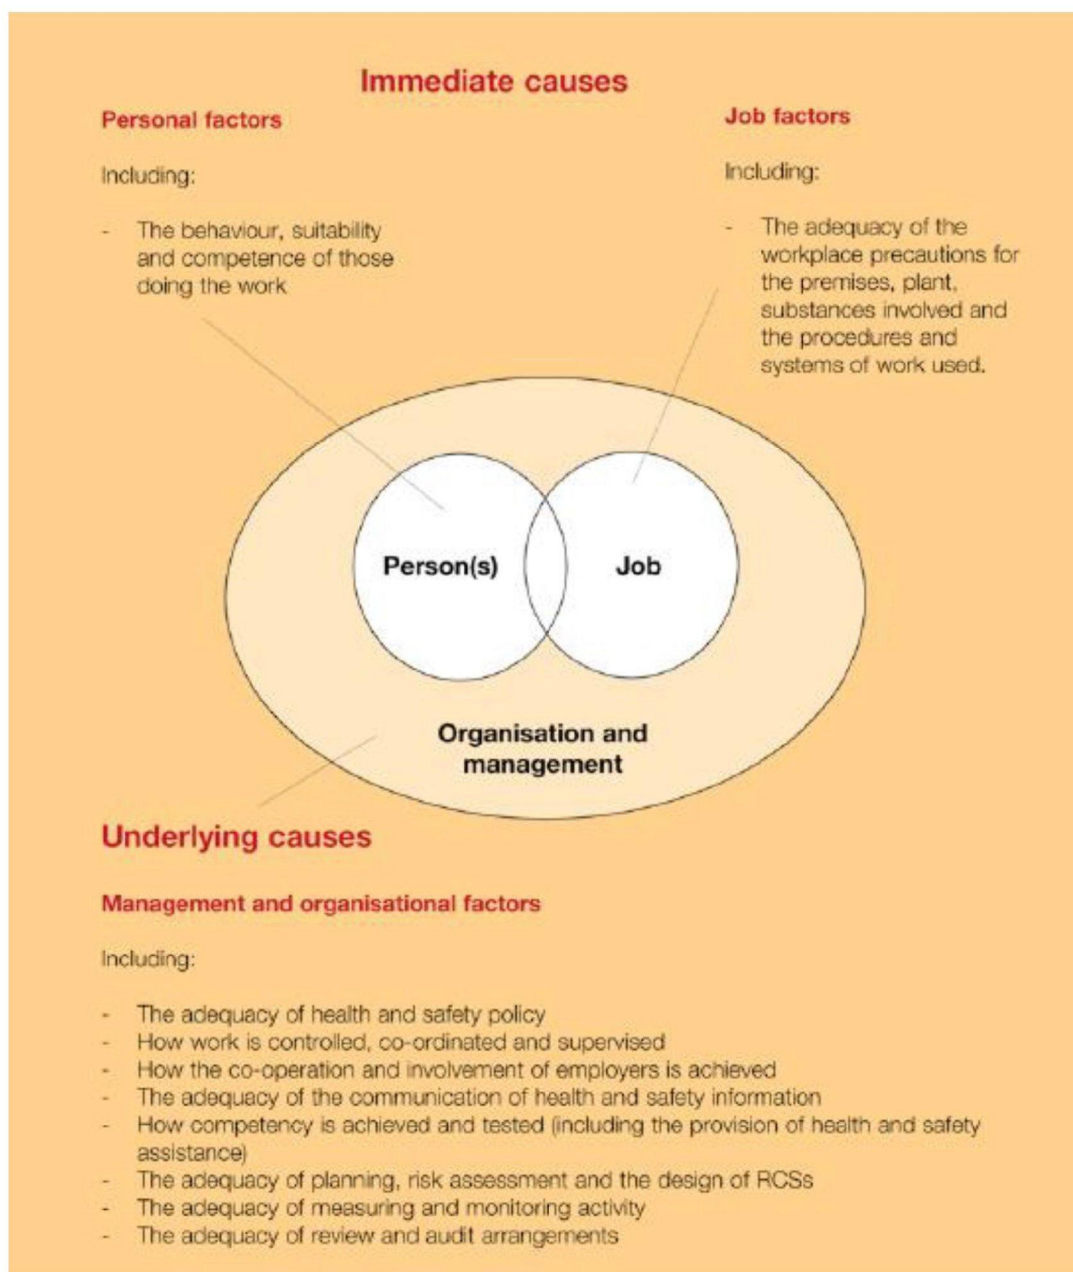 Immediate causes
Personal factors
Including:
- The behaviour, suitability
and competence of those
doing the work
Job factors
Including:
- The adequacy of the
workplace precautions for
the premises, plant,
substances involved and
the procedures and
systems of work used.
Person(s)
Job
Organisation and
management
Underlying causes
Management and organisational factors
Including:
- The adequacy of health and safety policy
- How work is controlled, co-ordinated and supervised
- How the co-operation and involvement of employers is achieved
- The adequacy of the communication of health and safety information
- How competency is achieved and tested (including the provision of health and safety
assistance)
- The adequacy of planning, risk assessment and the design of RCSs
- The adequacy of measuring and monitoring activity
- The adequacy of review and audit arrangements